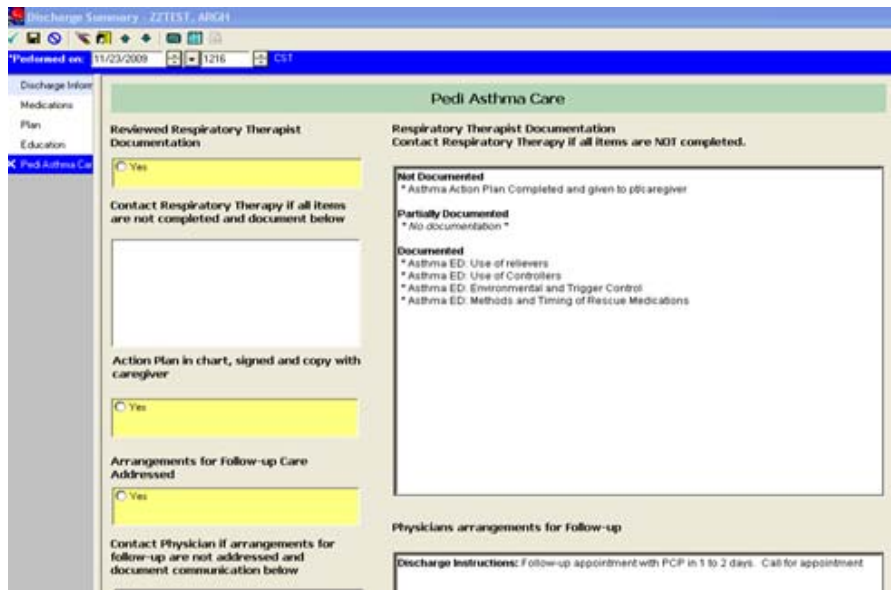 Discharge Summary - ZZTEST, ARGH
*Performed on: 11/23/2009 1216 CST
Discharge Inform
Medications
Plan
Education
Pedi Asthma Car
Pedi Asthma Care
Reviewed Respiratory Therapist
Documentation
Yes
Contact Respiratory Therapy if all items
are not completed and document below
Action Plan in chart, signed and copy with
caregiver
Yes
Arrangements for Follow-up Care
Addressed
Yes
Contact Physician if arrangements for
follow-up are not addressed and
document communication below
Respiratory Therapist Documentation
Contact Respiratory Therapy if all items are NOT completed.
Not Documented
* Asthma Action Plan Completed and given to pt/caregiver
Partially Documented
* No documentation *
Documented
* Asthma ED: Use of relievers
* Asthma ED: Use of Controllers
* Asthma ED: Environmental and Trigger Control
* Asthma ED: Methods and Timing of Rescue Medications
Physicians arrangements for Follow-up
Discharge Instructions: Follow-up appointment with PCP in 1 to 2 days. Call for appointment